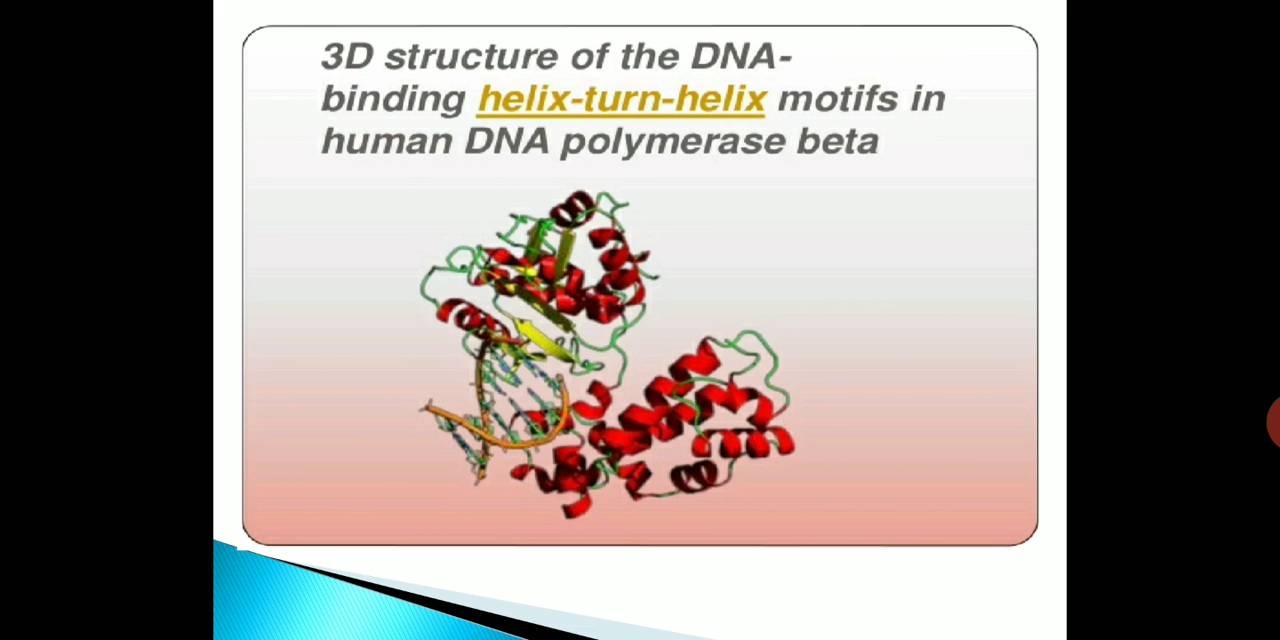 3D structure of the DNA-
binding helix-turn-helix motifs in
human DNA polymerase beta